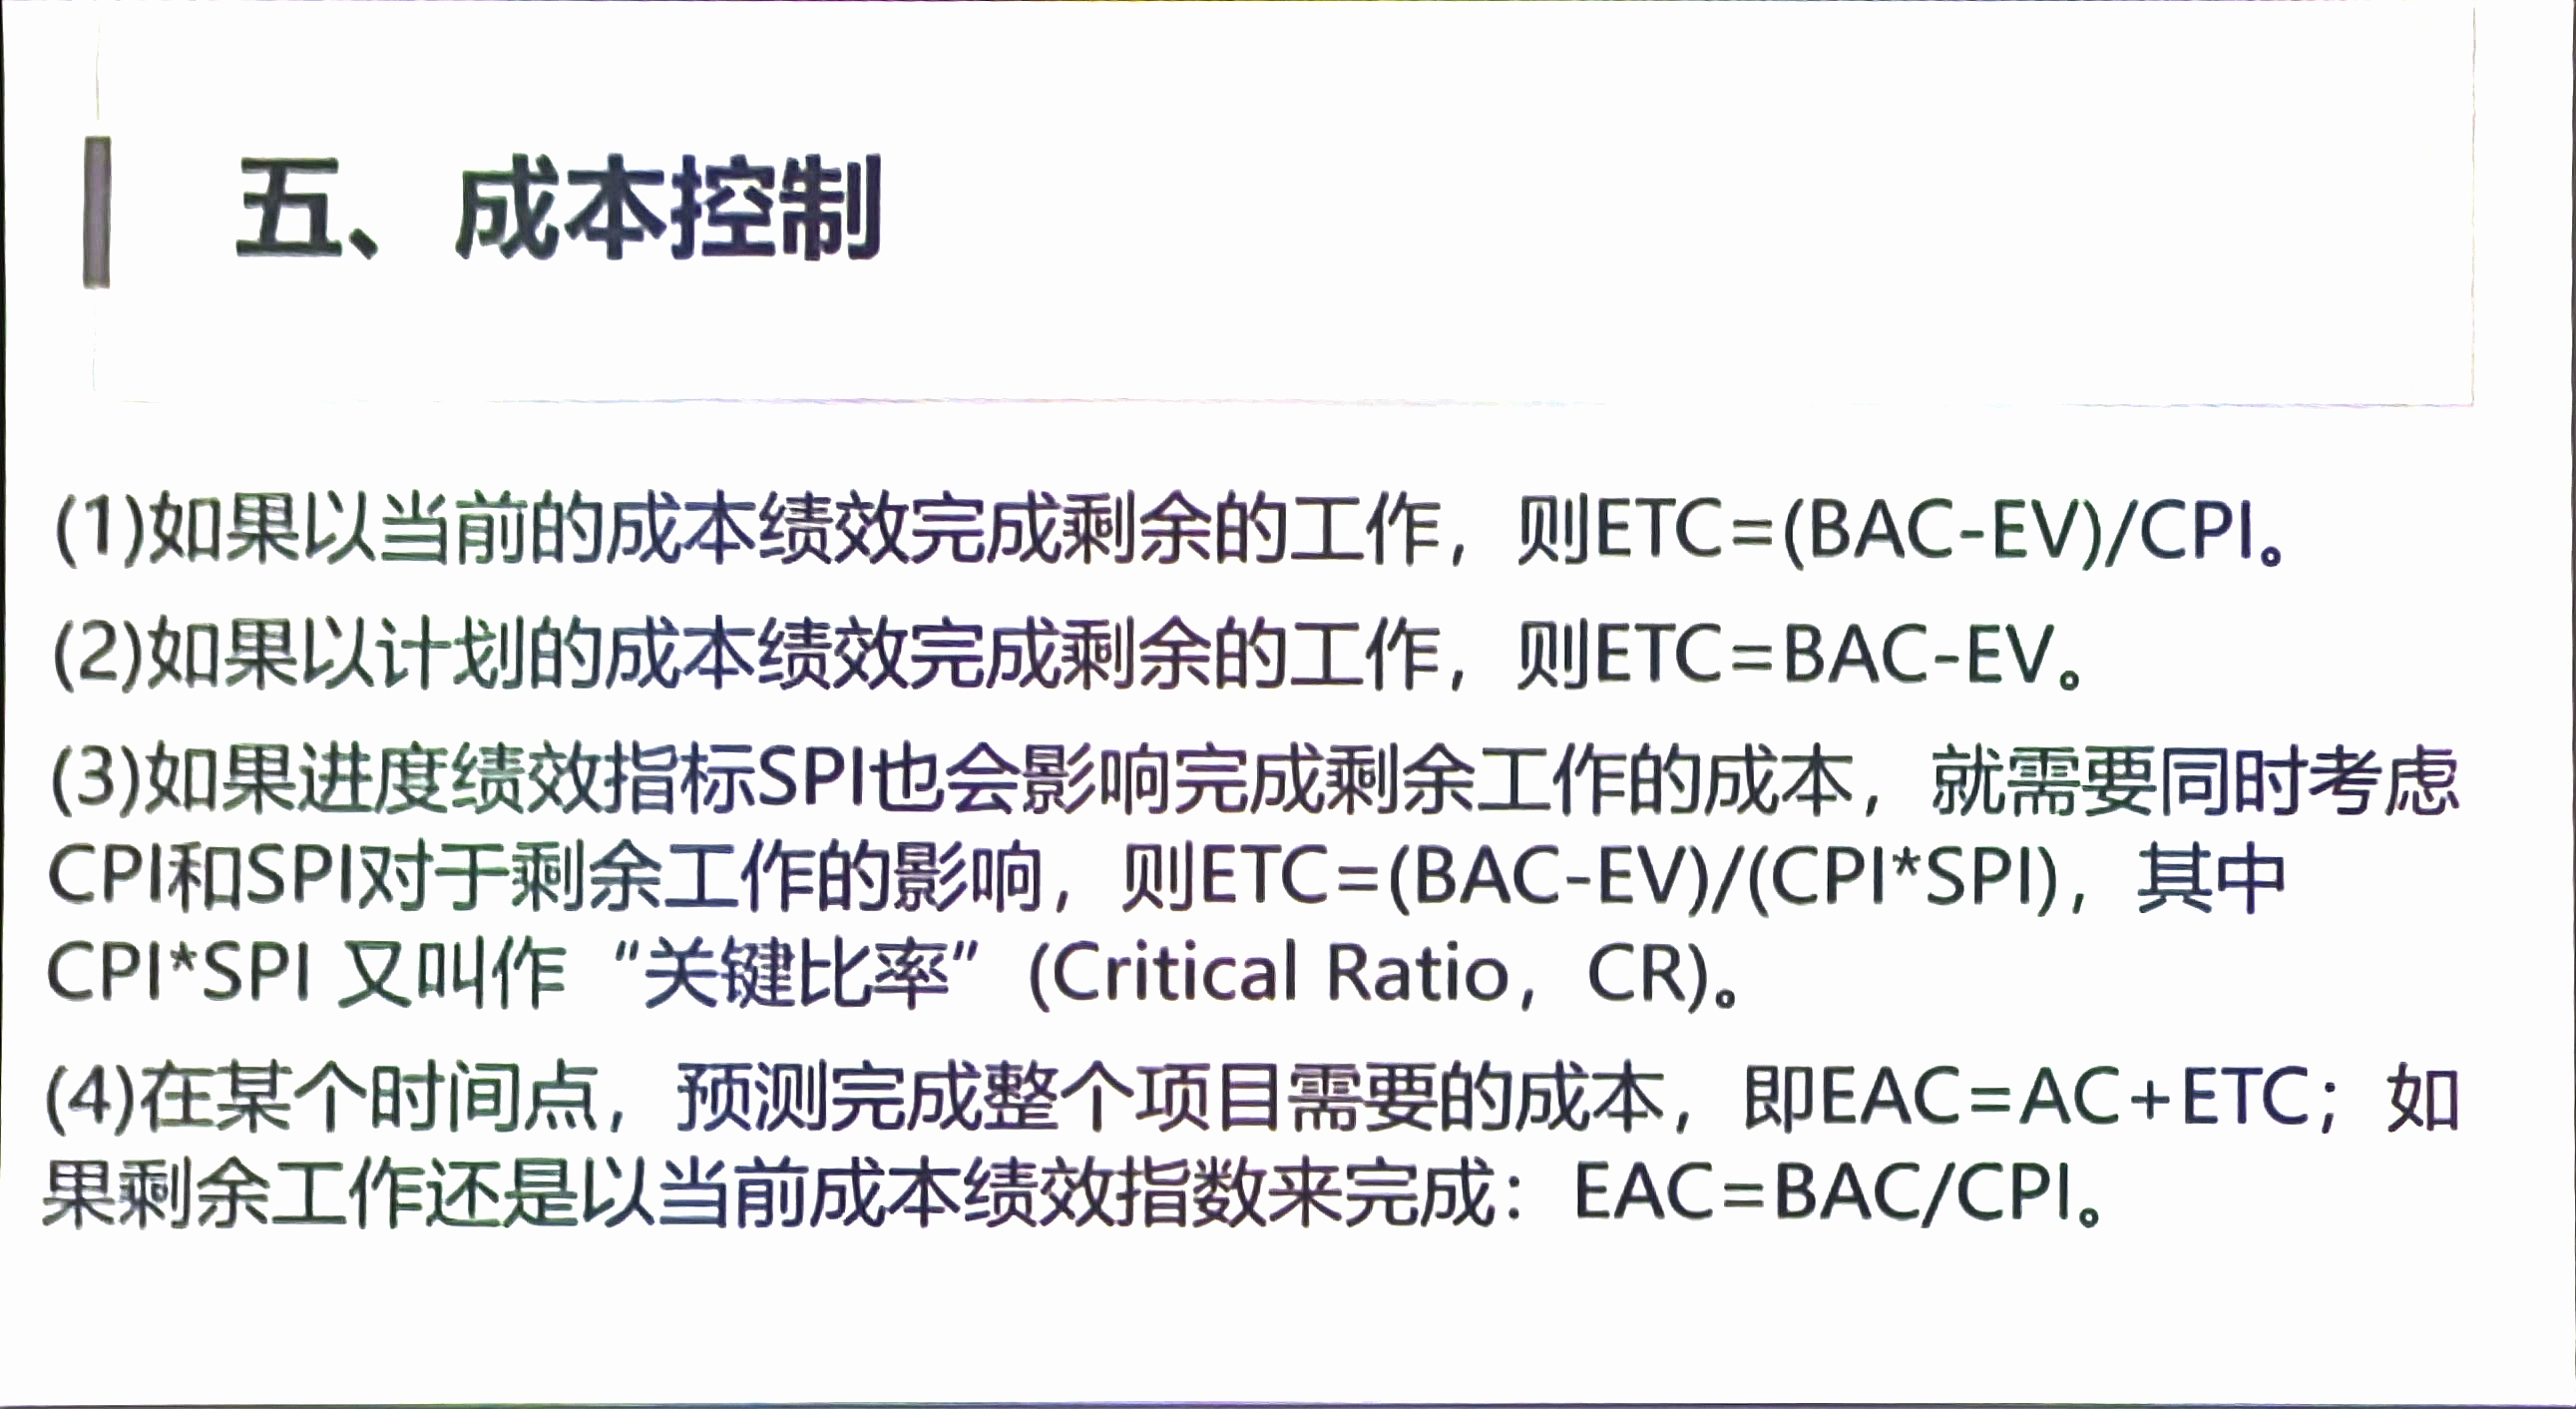 五、成本控制
(1)如果以当前的成本绩效完成剩余的工作，则ETC=(BAC-EV)/CPI。
(2)如果以计划的成本绩效完成剩余的工作，则ETC=BAC-EV。
(3)如果进度绩效指标SPI也会影响完成剩余工作的成本，就需要同时考虑
CPI和SPI对于剩余工作的影响，则ETC=(BAC-EV)/(CPI*SPI)，其中
CPI*SPI 又叫作“关键比率”(Critical Ratio，CR)。
(4)在某个时间点，预测完成整个项目需要的成本，即EAC=AC+ETC；如
果剩余工作还是以当前成本绩效指数来完成：EAC=BAC/CPI。